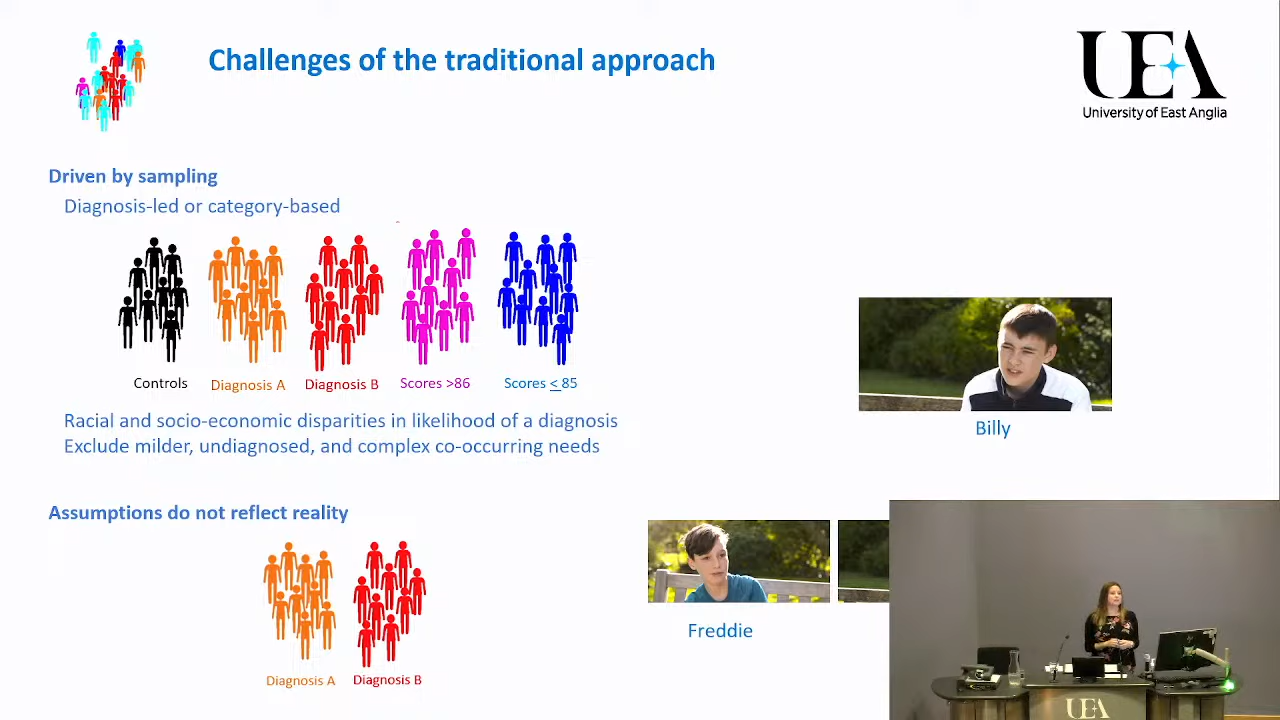 Challenges of the traditional approach
UEA
University of East Anglia
Driven by sampling
Diagnosis-led or category-based
Controls
Diagnosis A
Diagnosis B
Scores >86
Scores < 85
Racial and socio-economic disparities in likelihood of a diagnosis
Exclude milder, undiagnosed, and complex co-occurring needs
Billy
Assumptions do not reflect reality
Diagnosis A
Diagnosis B
Freddie
UEA